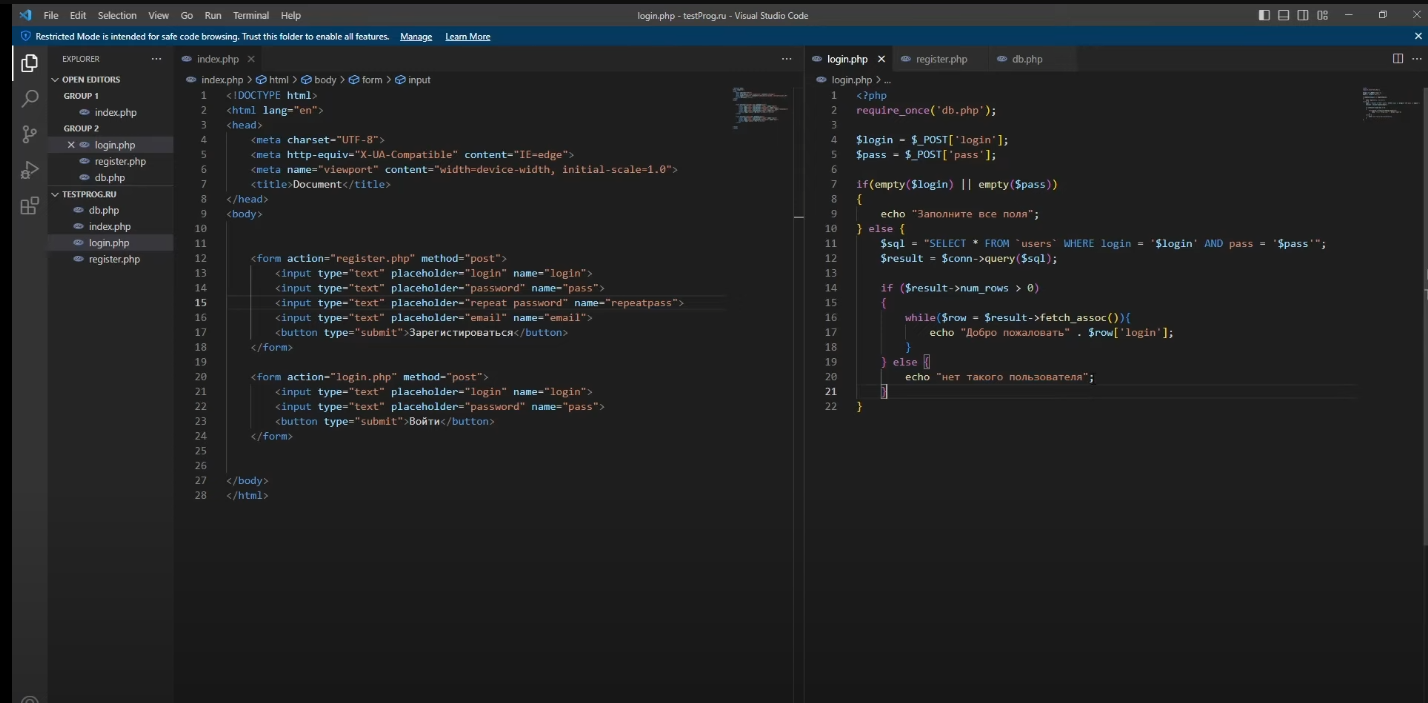 File Edit Selection View Go Run Terminal Help
login.php - testProg.ru - Visual Studio Code
Restricted Mode is intended for safe code browsing. Trust this folder to enable all features. Manage Learn More
EXPLORER
OPEN EDITORS
GROUP 1
index.php
GROUP 2
login.php
register.php
db.php
TESTPROG.RU
db.php
index.php
login.php
register.php
index.php
index.php > html > body > form > input
1 <!DOCTYPE html>
2 <html lang="en">
3 <head>
4 <meta charset="UTF-8">
5 <meta http-equiv="X-UA-Compatible" content="IE=edge">
6 <meta name="viewport" content="width=device-width, initial-scale=1.0">
7 <title>Document</title>
8 </head>
9 <body>
10
11
12 <form action="register.php" method="post">
13 <input type="text" placeholder="login" name="login">
14 <input type="text" placeholder="password" name="pass">
15 <input type="text" placeholder="repeat password" name="repeatpass">
16 <input type="text" placeholder="email" name="email">
17 <button type="submit">Зарегистироваться</button>
18 </form>
19
20 <form action="login.php" method="post">
21 <input type="text" placeholder="login" name="login">
22 <input type="text" placeholder="password" name="pass">
23 <button type="submit">Войти</button>
24 </form>
25
26
27 </body>
28 </html>
login.php register.php db.php
login.php > ...
1 <?php
2 require_once('db.php');
3
4 $login = $_POST['login'];
5 $pass = $_POST['pass'];
6
7 if(empty($login) || empty($pass))
8 {
9 echo "Заполните все поля";
10 } else {
11 $sql = "SELECT * FROM `users` WHERE login = '$login' AND pass = '$pass'";
12 $result = $conn->query($sql);
13
14 if ($result->num_rows > 0)
15 {
16 while($row = $result->fetch_assoc()){
17 echo "Добро пожаловать" . $row['login'];
18 }
19 } else {
20 echo "нет такого пользователя";
21 }
22 }